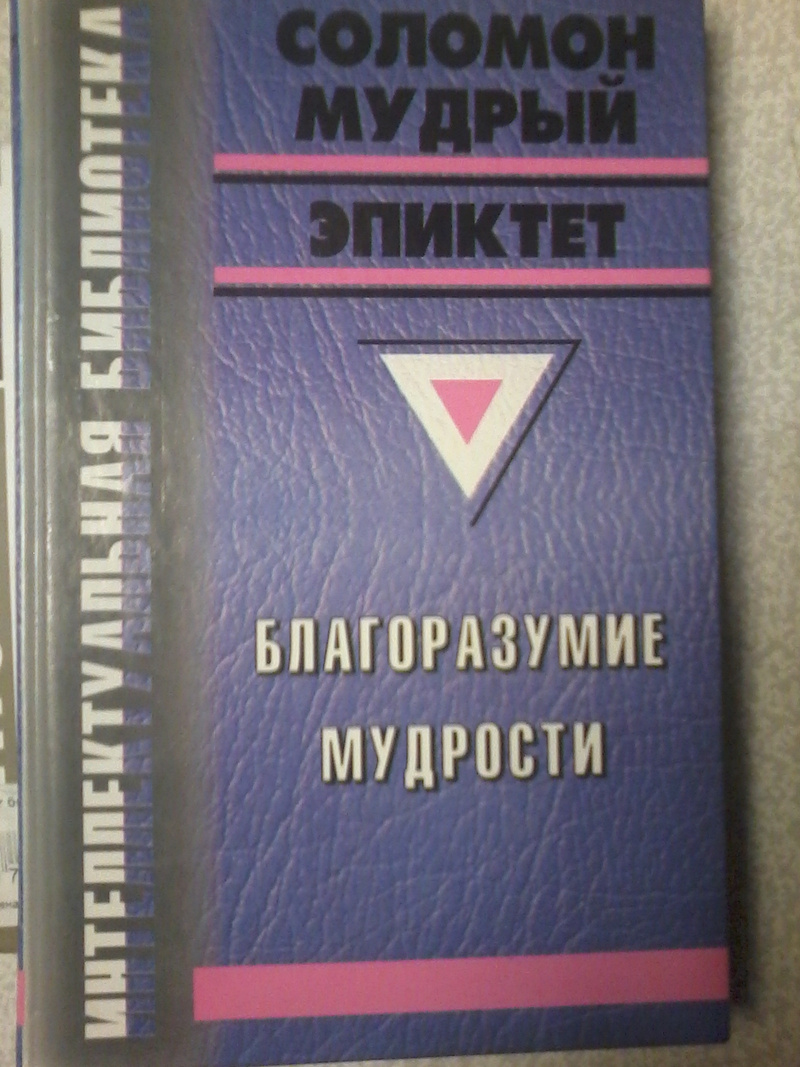 СОЛОМОН
МУДРЫЙ
ЭПИКТЕТ
БЛАГОРАЗУМИЕ
МУДРОСТИ
ИНТЕЛЛЕКТУАЛЬНАЯ БИБЛИОТЕКА